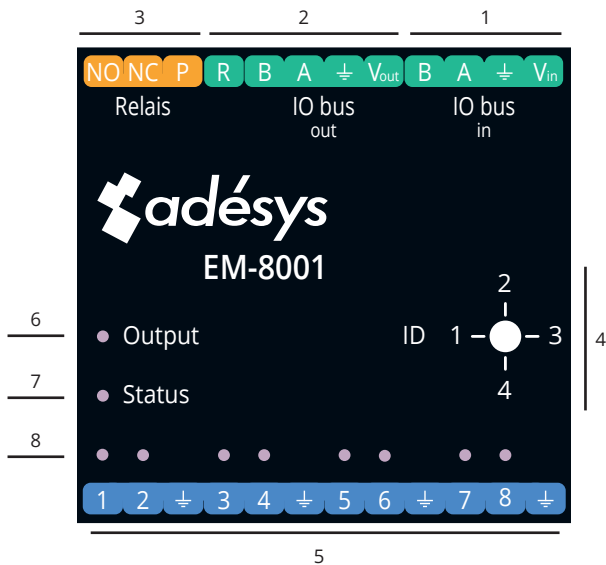 3 2 1
NO NC P R B A ⏚ Vout B A ⏚ Vin
Relais IO bus IO bus
out in
adésys
EM-8001
2
6 Output ID 1 3 4
4
7 Status
8
1 2 ⏚ 3 4 ⏚ 5 6 ⏚ 7 8 ⏚
5